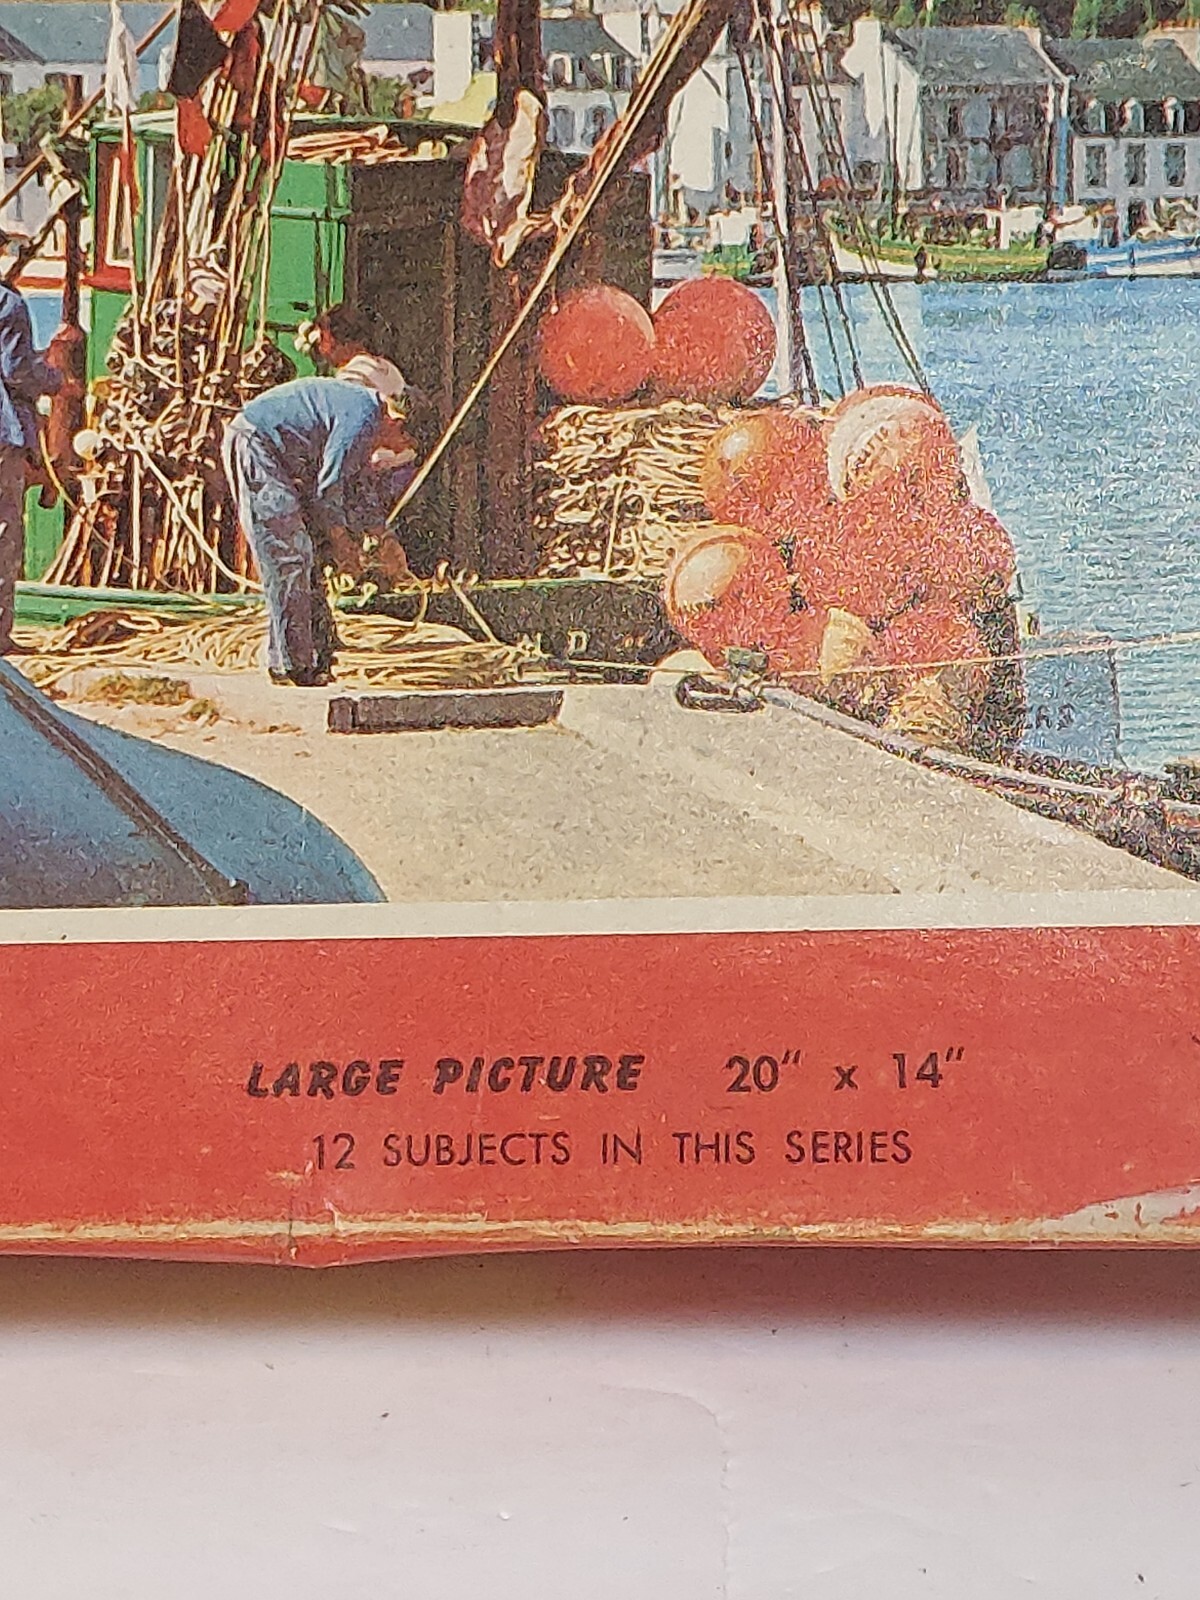 LARGE PICTURE 20" x 14"
12 SUBJECTS IN THIS SERIES